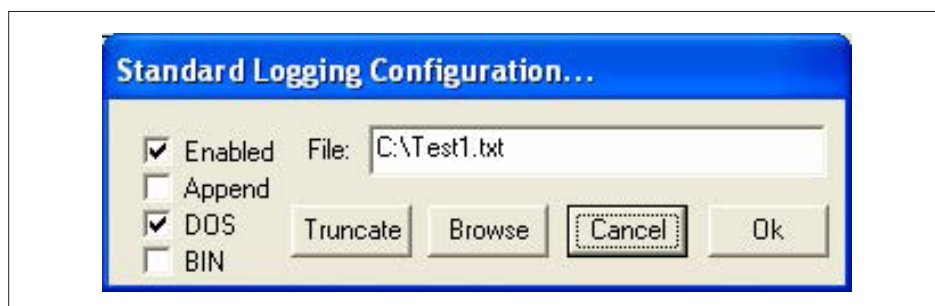 Standard Logging Configuration...
Enabled
File: C:\Test1.txt
Append
DOS
BIN
Truncate Browse Cancel Ok